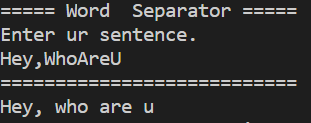 ===== Word  Separator =====
Enter ur sentence.
Hey,WhoAreU
===========================
Hey, who are u